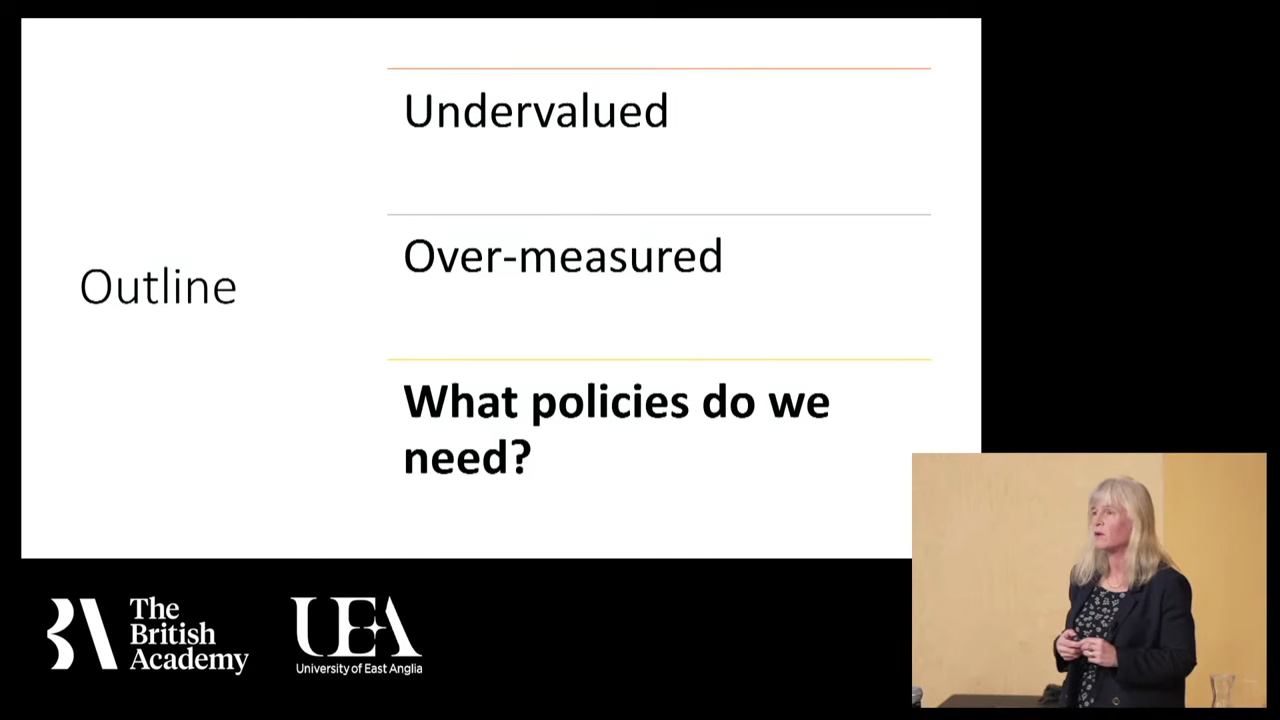 Outline
Undervalued
Over-measured
What policies do we
need?
The
British
Academy
UEA
University of East Anglia